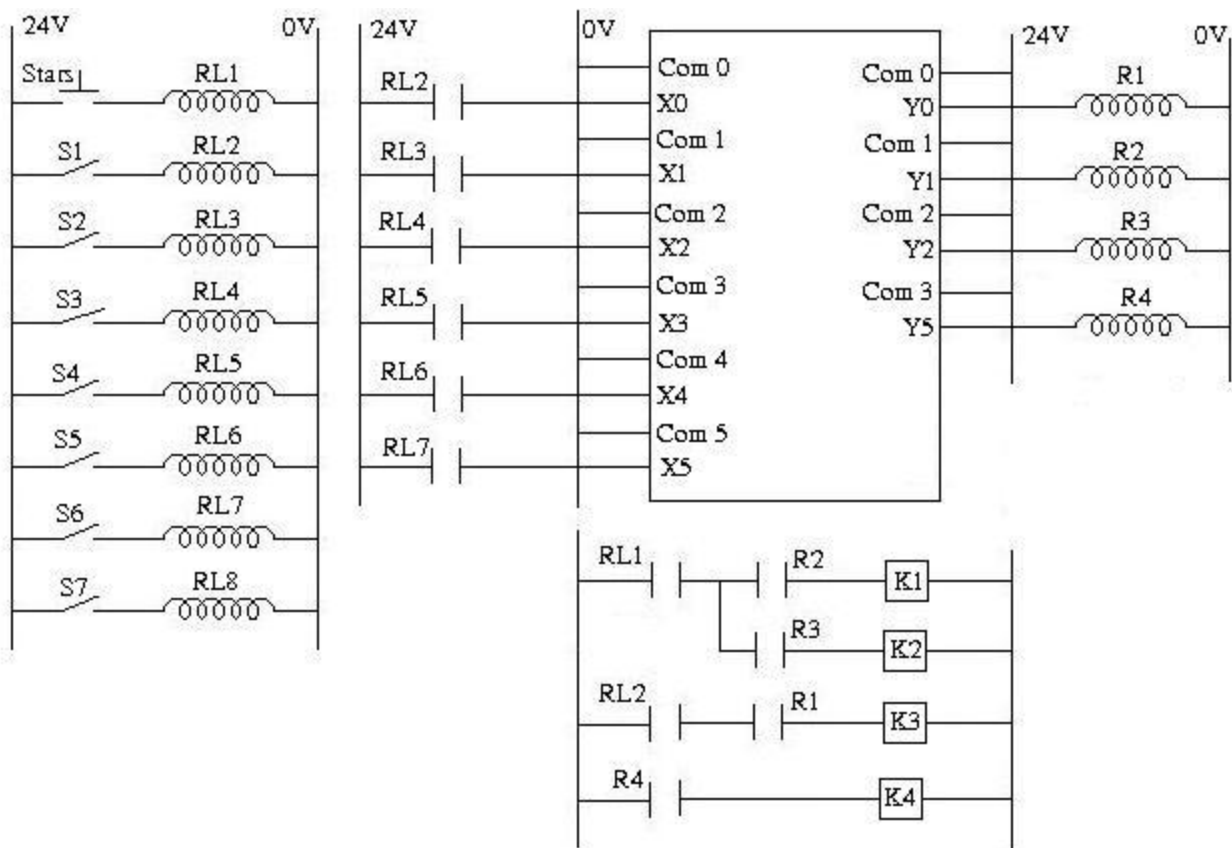 24V 0V
Stars RL1
S1 RL2
S2 RL3
S3 RL4
S4 RL5
S5 RL6
S6 RL7
S7 RL8
24V
RL2
RL3
RL4
RL5
RL6
RL7
0V
Com 0
X0
Com 1
X1
Com 2
X2
Com 3
X3
Com 4
X4
Com 5
X5
Com 0
Y0
Com 1
Y1
Com 2
Y2
Com 3
Y5
24V 0V
R1
R2
R3
R4
RL1 R2 K1
R3 K2
RL2 R1 K3
R4 K4